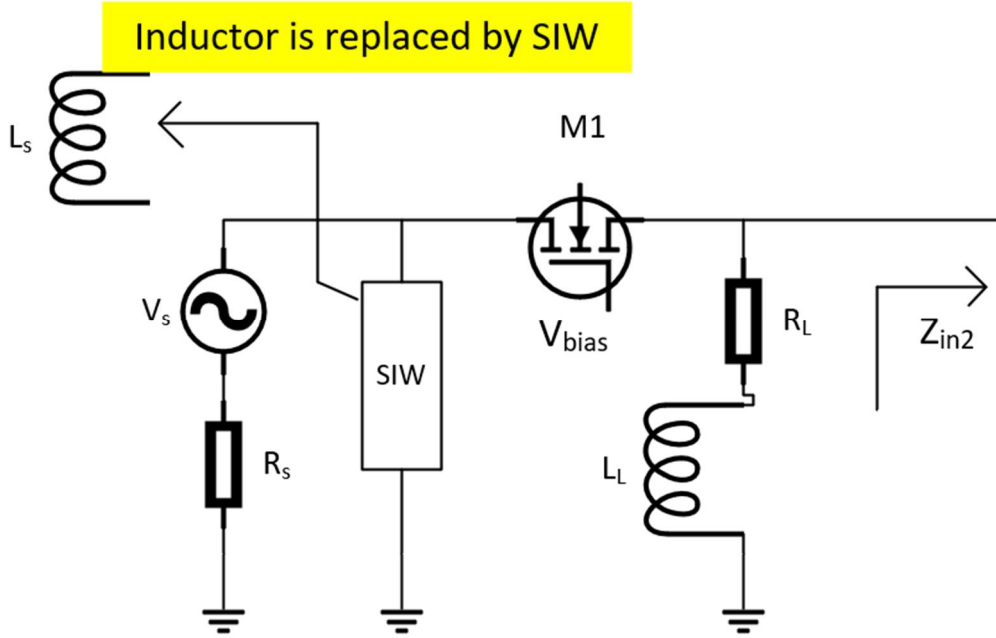 Inductor is replaced by SIW
M1
Ls
Vs
Vbias
RL
Zin2
SIW
Rs
LL